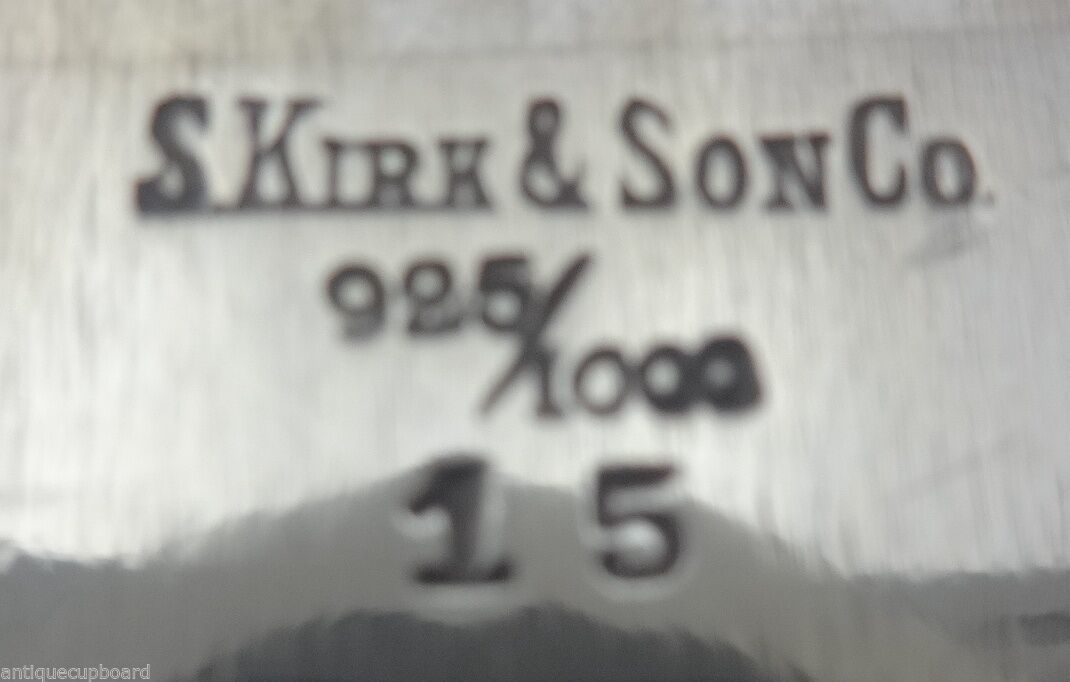 S. KIRK & SON CO.
925/1000
15
antiquecupboard